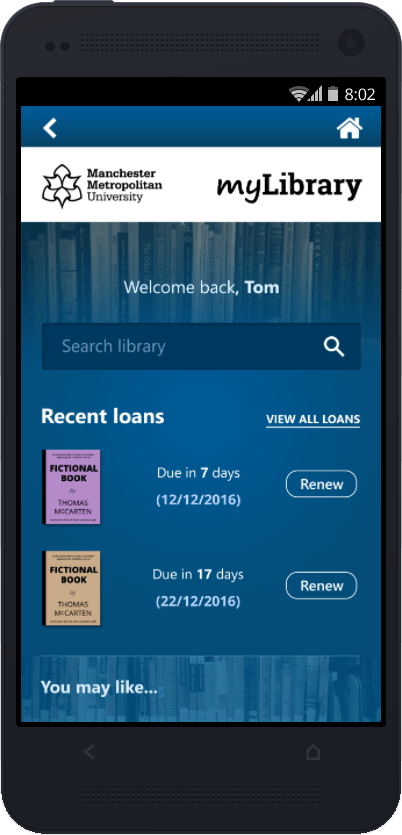 8:02
Manchester
Metropolitan
University
myLibrary
Welcome back, Tom
Search library
Recent loans
VIEW ALL LOANS
FICTIONAL
BOOK
by
THOMAS
McCARTEN
Due in 7 days
(12/12/2016)
Renew
FICTIONAL
BOOK
by
THOMAS
McCARTEN
Due in 17 days
(22/12/2016)
Renew
You may like...